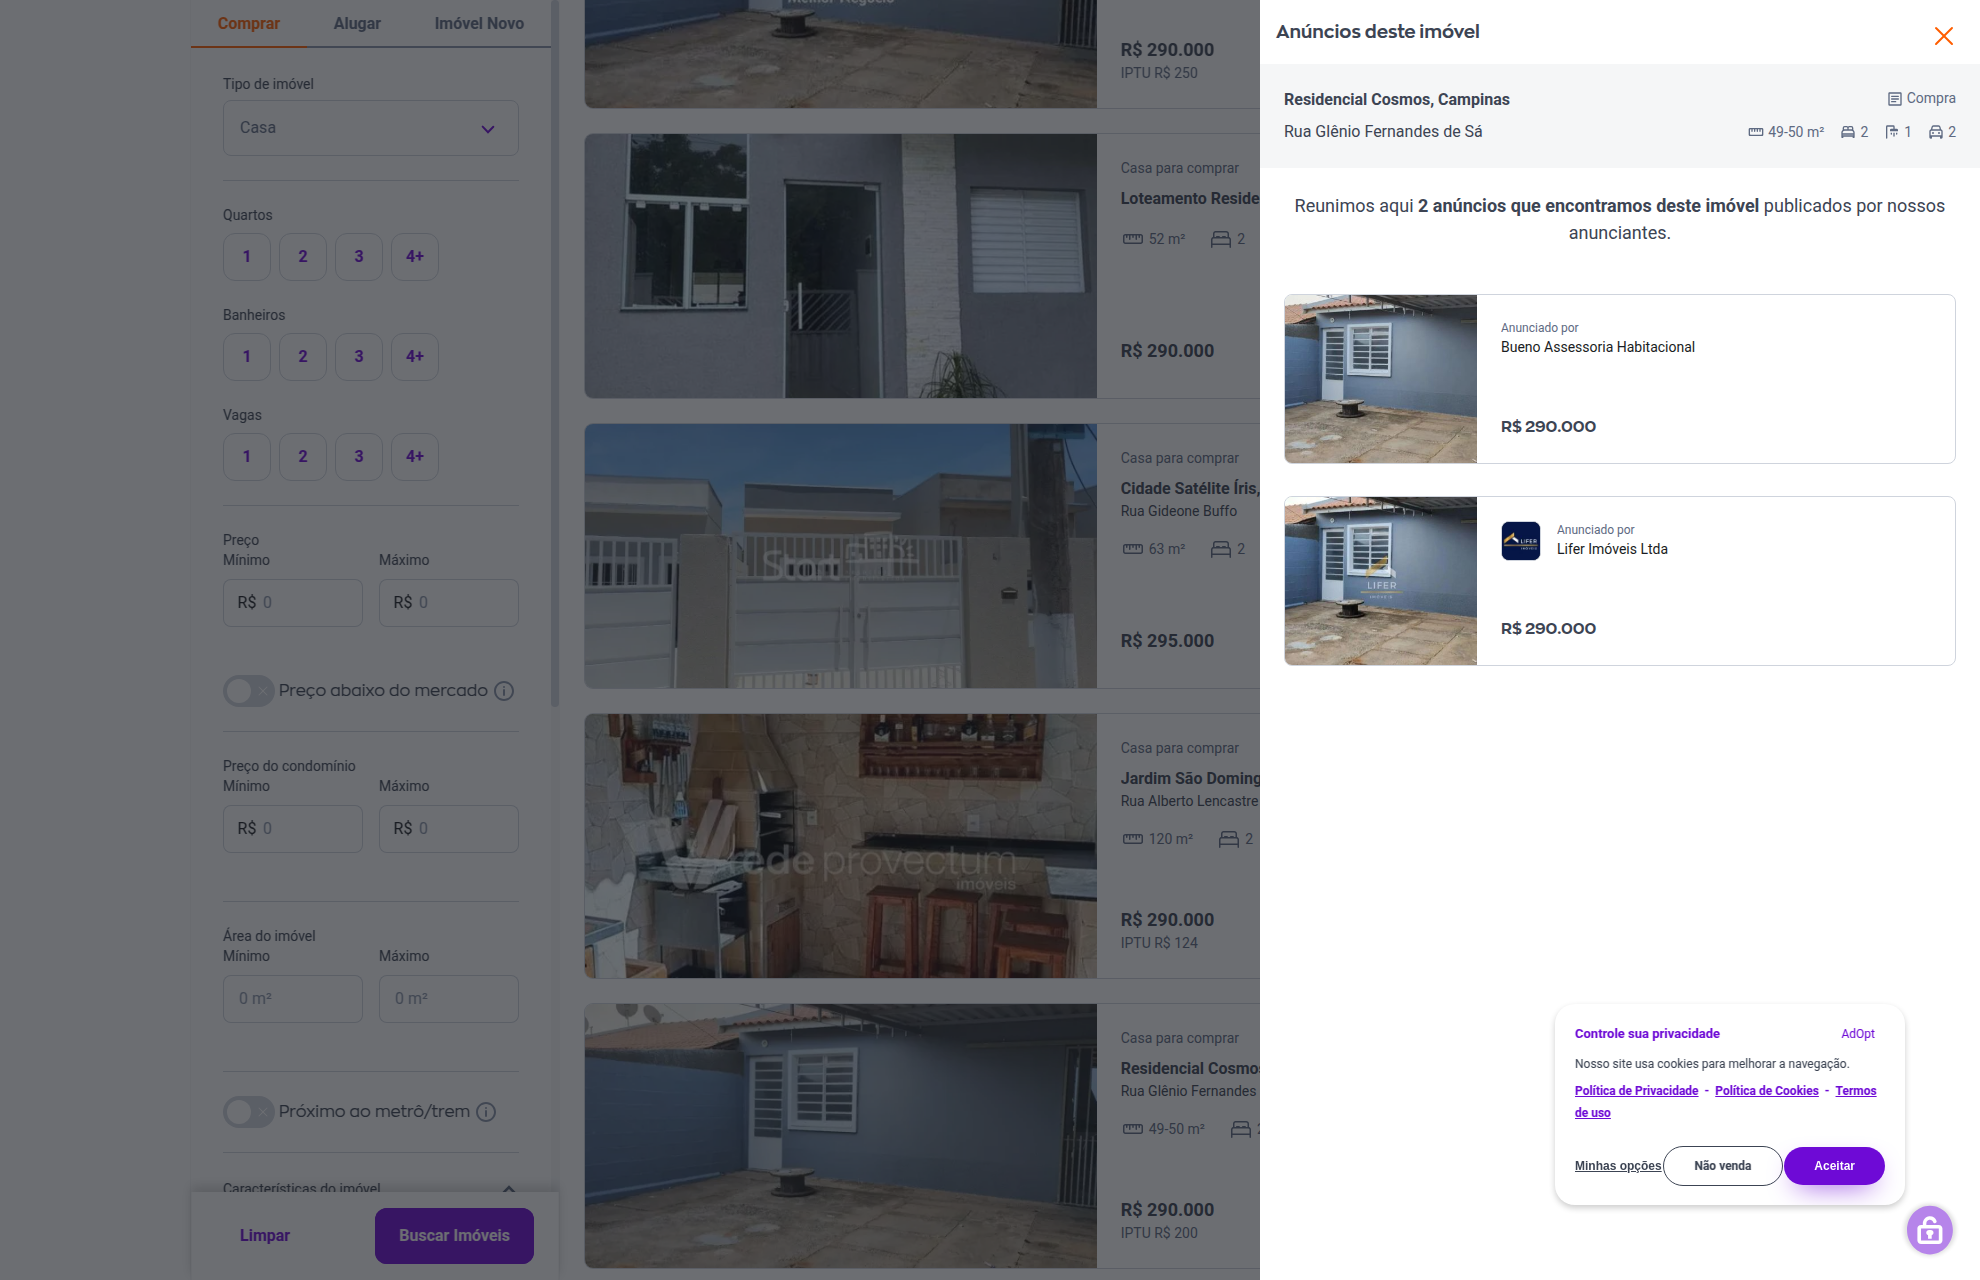 Comprar
Alugar
Imóvel Novo
Tipo de imóvel
Casa
Quartos
1
2
3
4+
Banheiros
1
2
3
4+
Vagas
1
2
3
4+
Preço
Mínimo
Máximo
R$ 0
R$ 0
Preço abaixo do mercado
Preço do condomínio
Mínimo
Máximo
R$ 0
R$ 0
Área do imóvel
Mínimo
Máximo
0 m²
0 m²
Próximo ao metrô/trem
Características do imóvel
Limpar
Buscar Imóveis
Melhor Negócio
R$ 290.000
IPTU R$ 250
Casa para comprar
Loteamento Reside
52 m²
2
R$ 290.000
Start
Casa para comprar
Cidade Satélite Íris,
Rua Gideone Buffo
63 m²
2
R$ 295.000
rede provectum
imóveis
Casa para comprar
Jardim São Doming
Rua Alberto Lencastre
120 m²
2
R$ 290.000
IPTU R$ 124
Casa para comprar
Residencial Cosmo
Rua Glênio Fernandes
49-50 m²
R$ 290.000
IPTU R$ 200
Anúncios deste imóvel
Residencial Cosmos, Campinas
Compra
Rua Glênio Fernandes de Sá
49-50 m²
2
1
2
Reunimos aqui 2 anúncios que encontramos deste imóvel publicados por nossos
anunciantes.
Anunciado por
Bueno Assessoria Habitacional
R$ 290.000
LIFER
IMÓVEIS
LIFER
Anunciado por
Lifer Imóveis Ltda
R$ 290.000
Controle sua privacidade
AdOpt
Nosso site usa cookies para melhorar a navegação.
Política de Privacidade - Política de Cookies - Termos
de uso
Minhas opções
Não venda
Aceitar